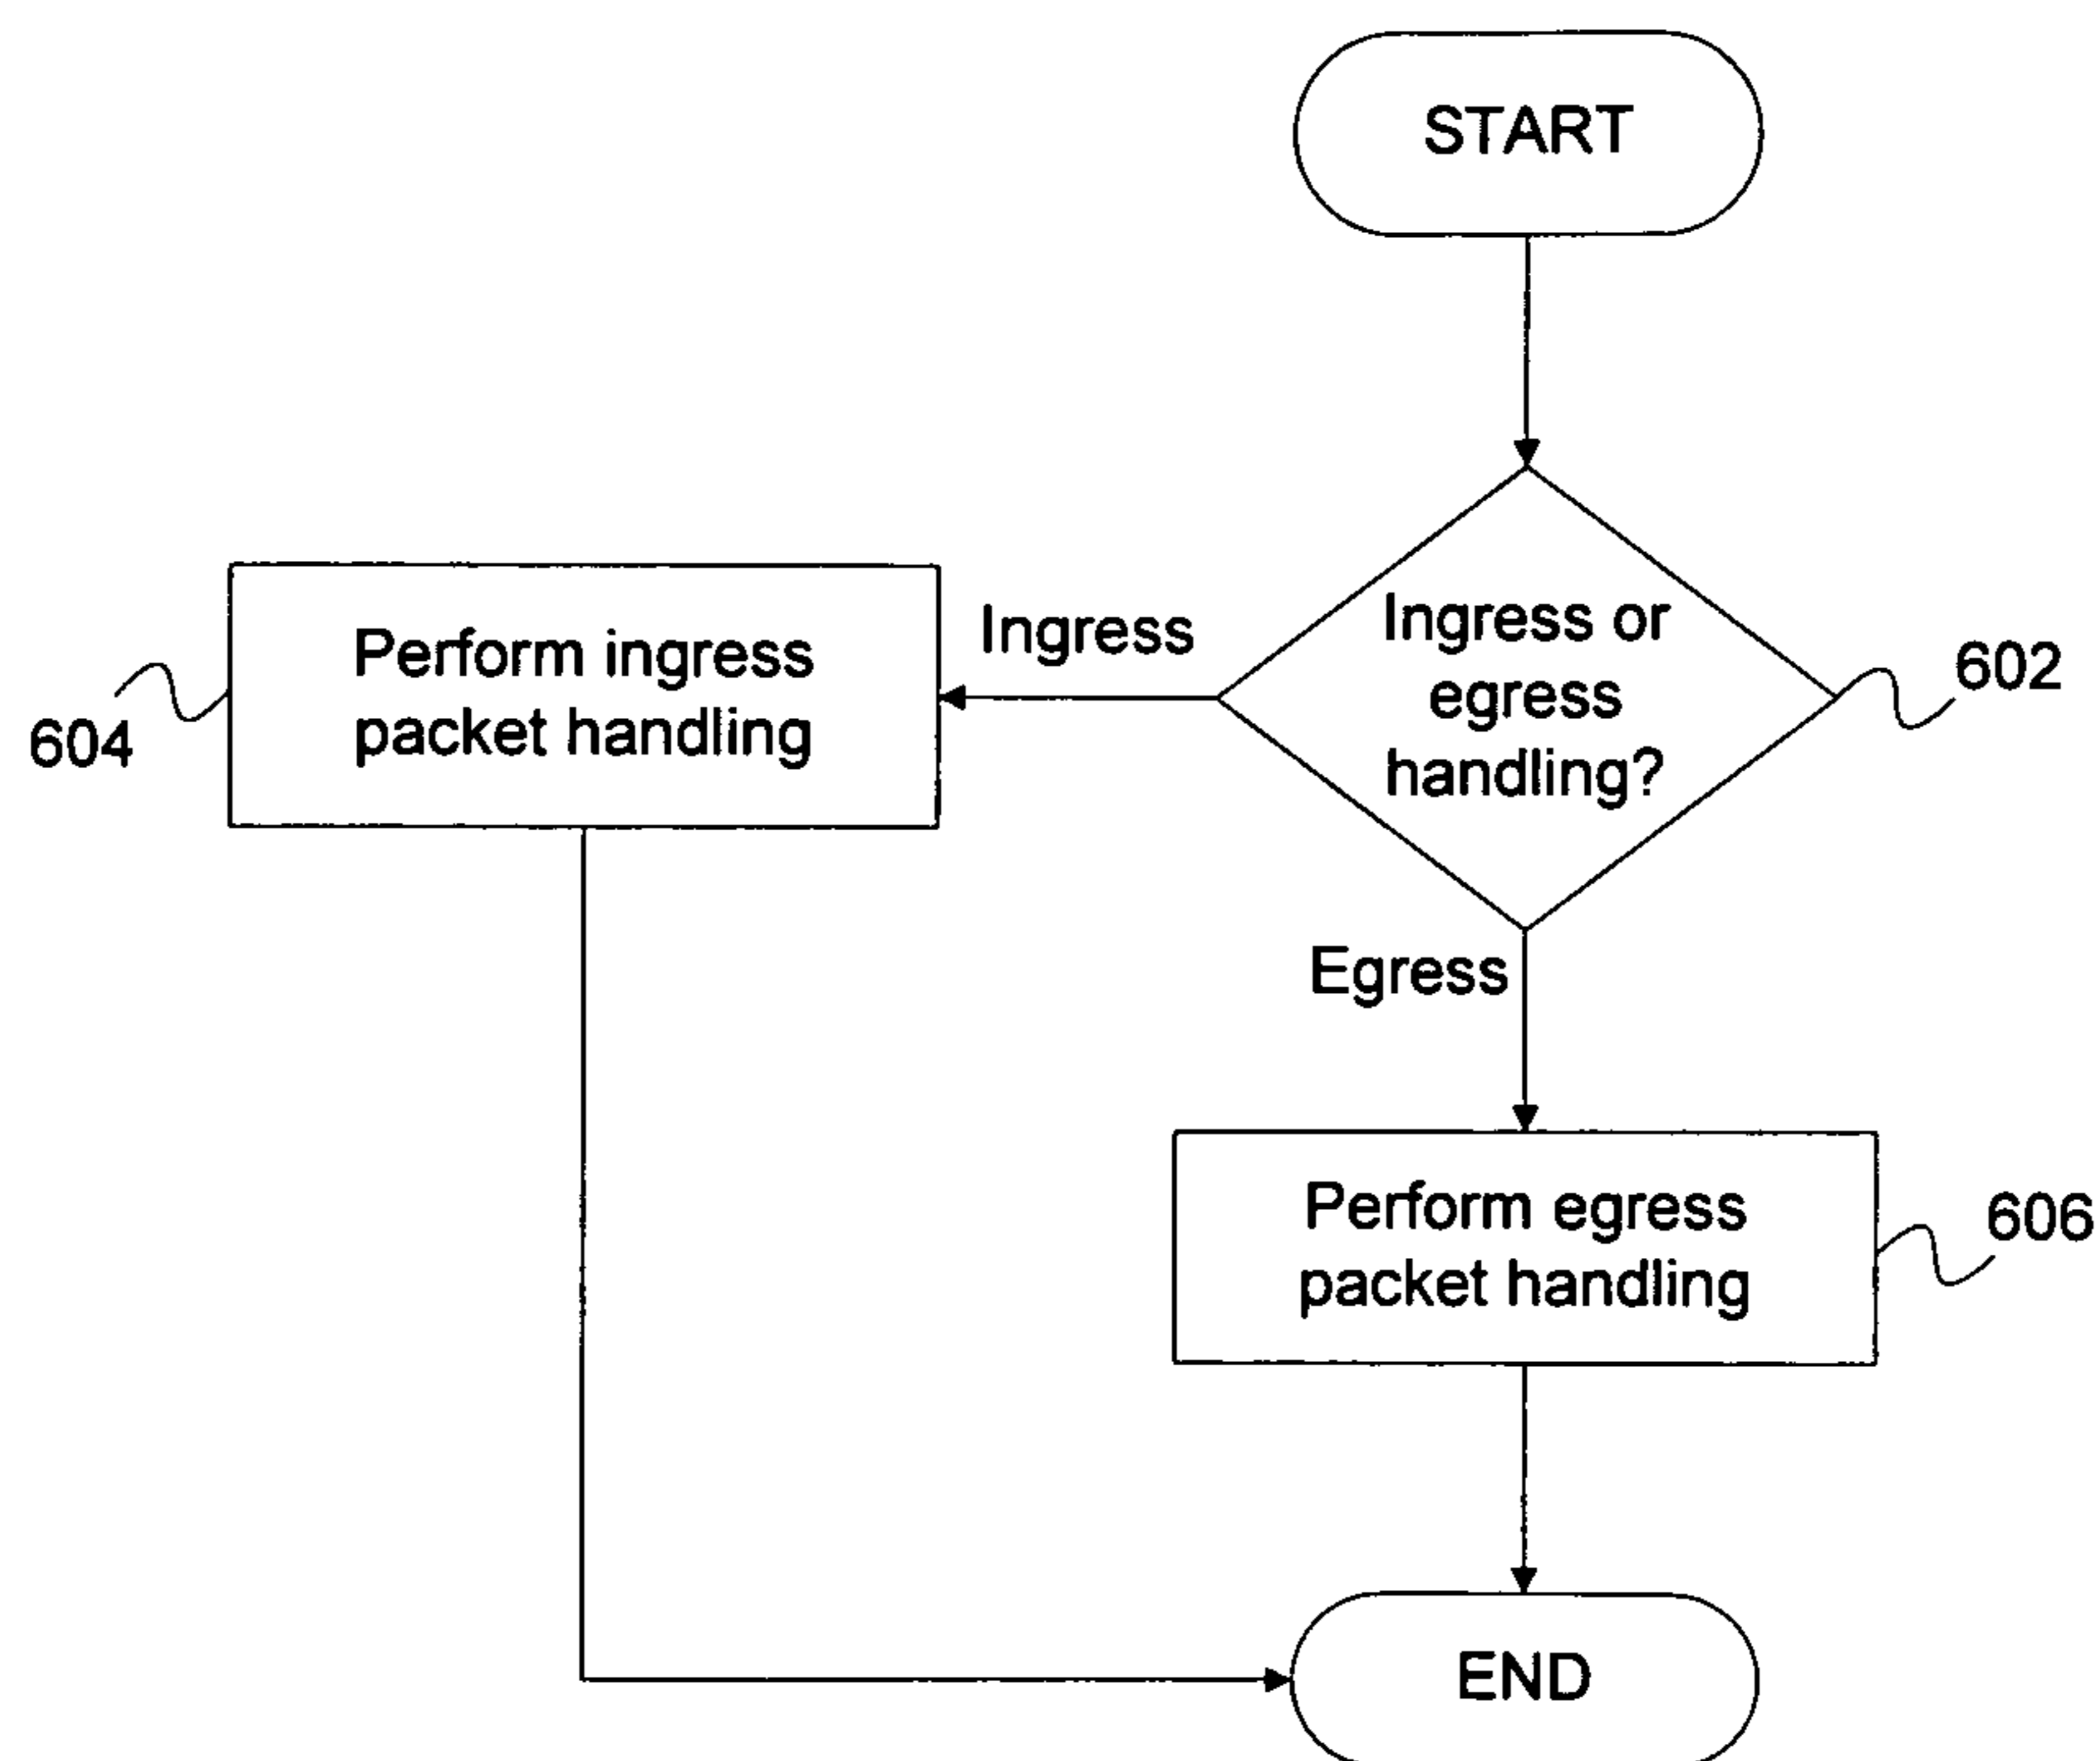 START
Ingress or
egress
handling?
602
Ingress
Perform ingress
packet handling
604
Egress
Perform egress
packet handling
606
END